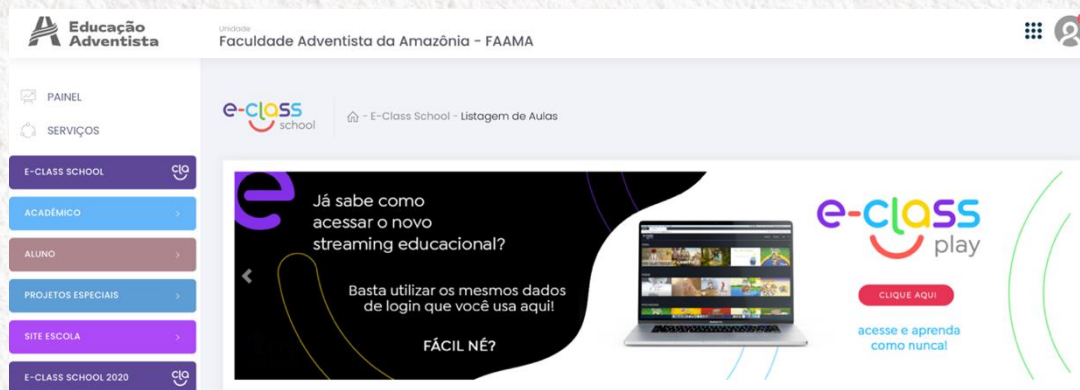 Educação
Adventista
Unidade
Faculdade Adventista da Amazônia - FAAMA
PAINEL
SERVIÇOS
E-CLASS SCHOOL
cla
ACADÊMICO
ALUNO
PROJETOS ESPECIAIS
SITE ESCOLA
E-CLASS SCHOOL 2020
cla
e-class
school
- E-Class School - Listagem de Aulas
e
Já sabe como
acessar o novo
streaming educacional?
Basta utilizar os mesmos dados
de login que você usa aqui!
FÁCIL NÉ?
e-class
play
CLIQUE AQUI
acesse e aprenda
como nunca!